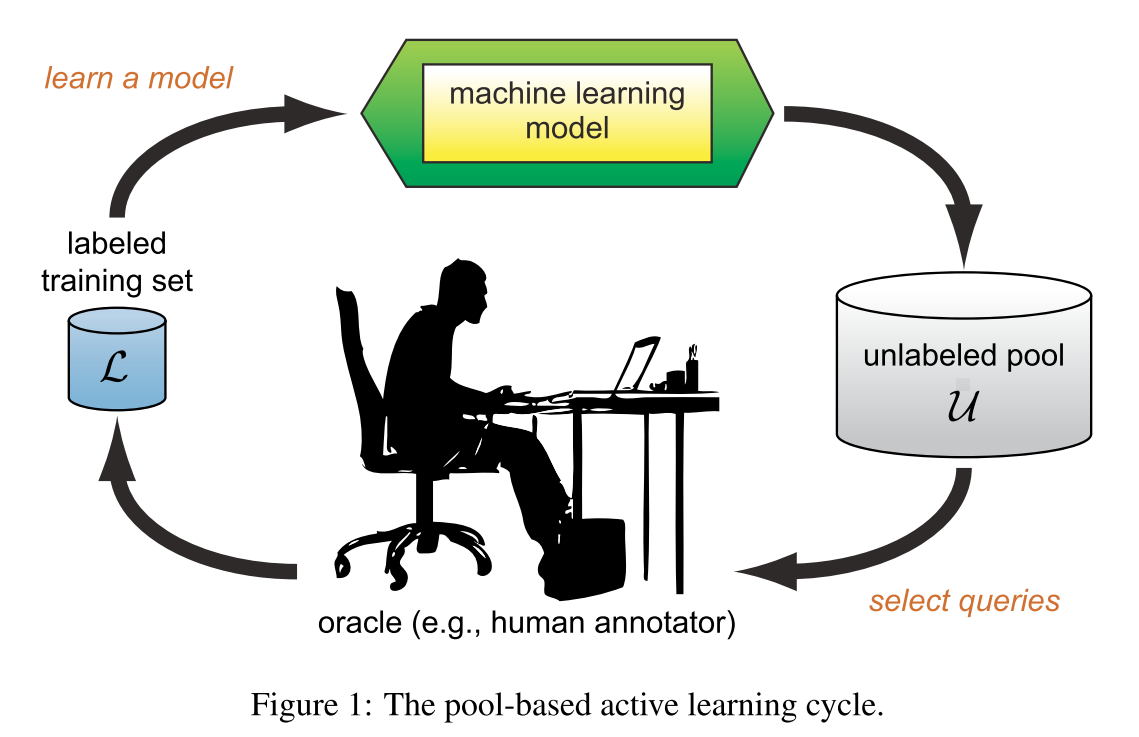 learn a model
machine learning
model
labeled
training set
ℒ
unlabeled pool
𝒰
select queries
oracle (e.g., human annotator)
Figure 1: The pool-based active learning cycle.